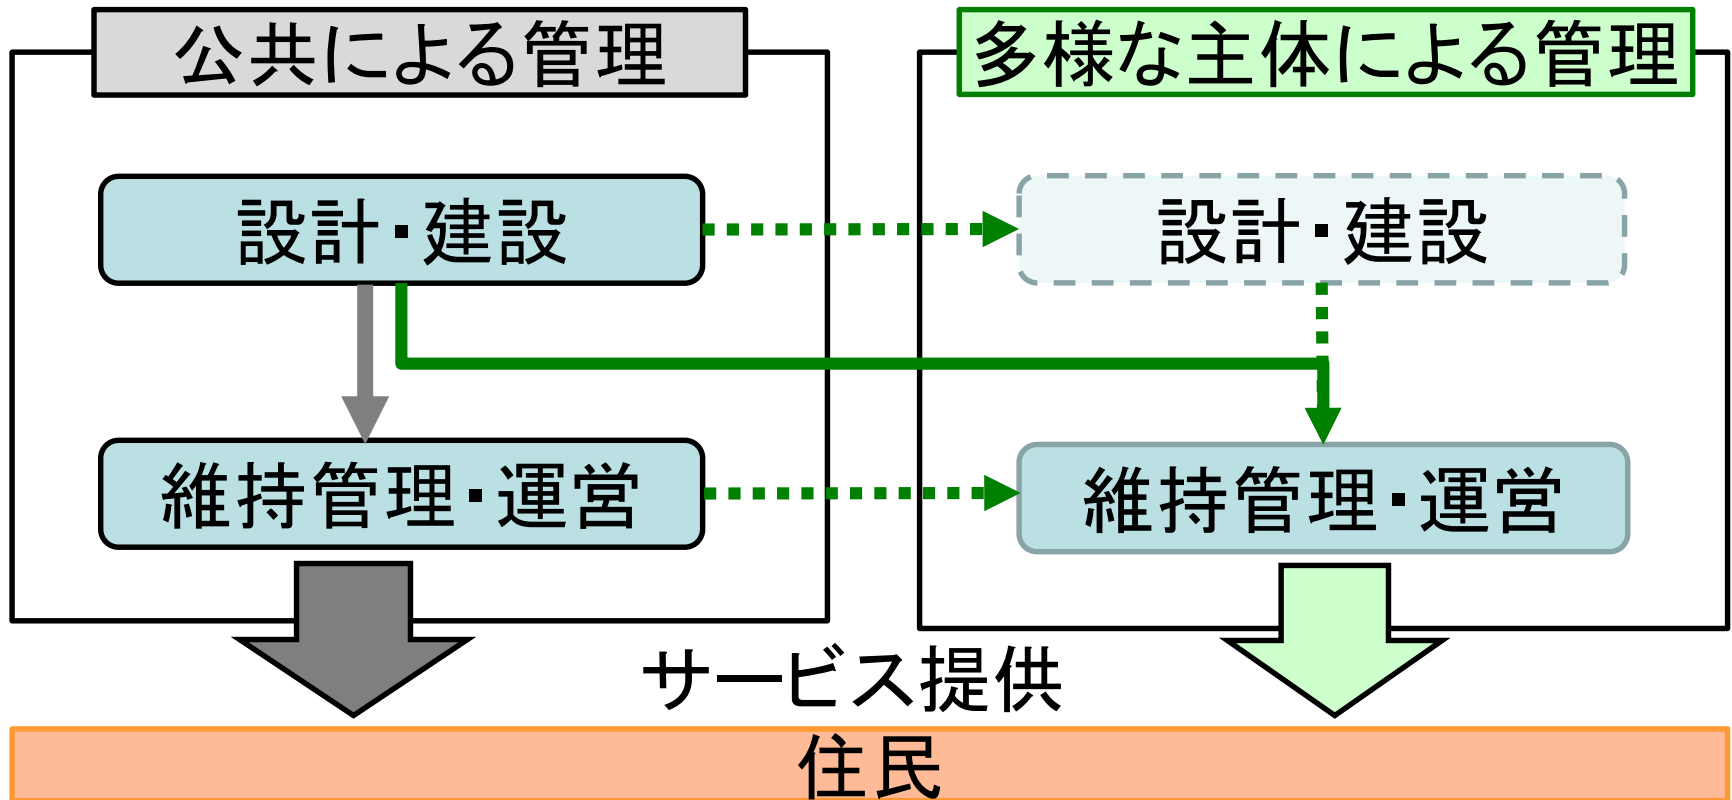 公共による管理
多様な主体による管理
設計・建設
設計・建設
維持管理・運営
維持管理・運営
サービス提供
住民